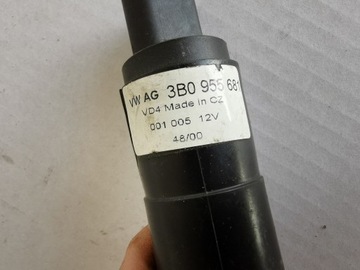 VW AG 3B0 955 681
VD4 Made in CZ
001 005 12V
48/00